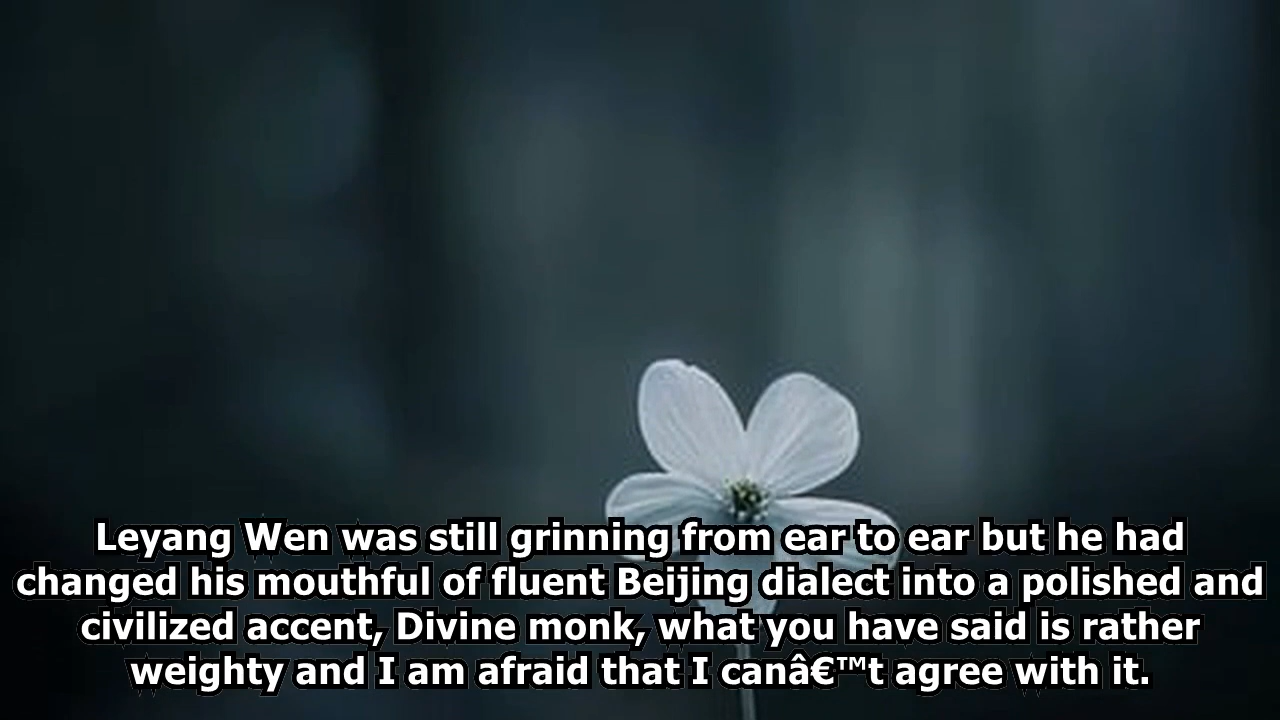 Leyang Wen was still grinning from ear to ear but he had
changed his mouthful of fluent Beijing dialect into a polished and
civilized accent, Divine monk, what you have said is rather
weighty and I am afraid that I canâ€™t agree with it.